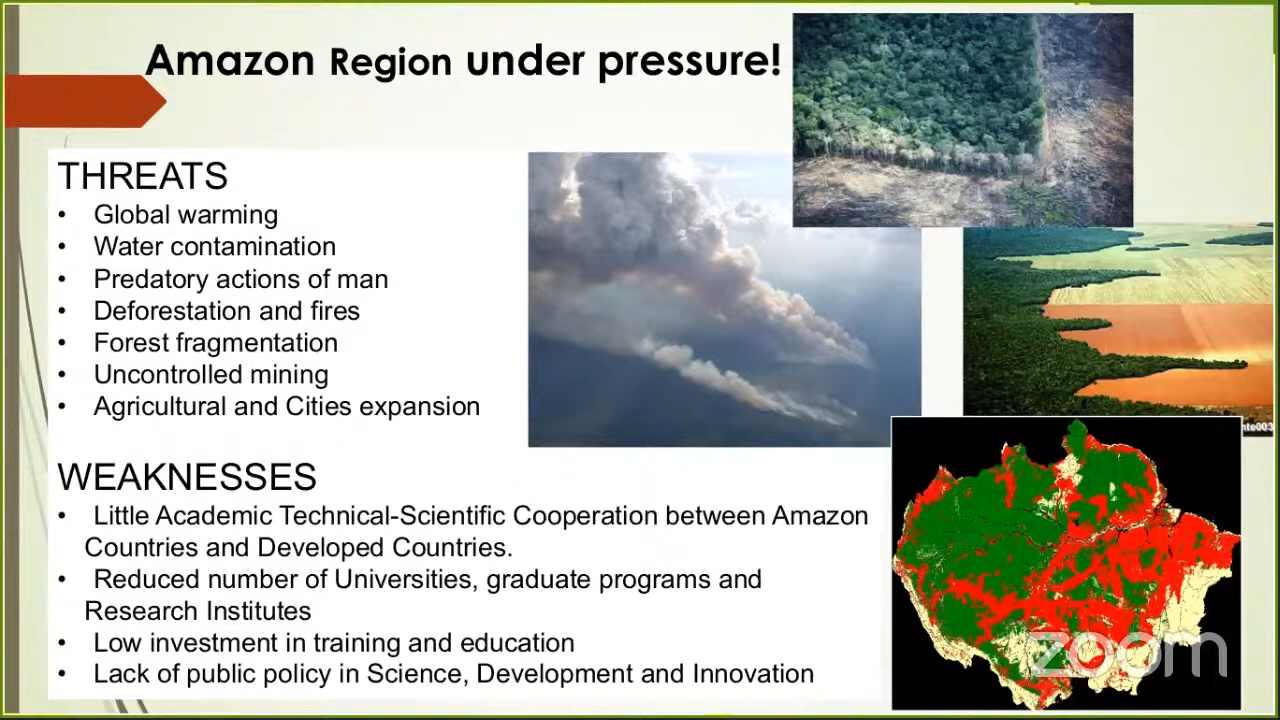 Amazon Region under pressure!
THREATS
• Global warming
• Water contamination
• Predatory actions of man
• Deforestation and fires
• Forest fragmentation
• Uncontrolled mining
• Agricultural and Cities expansion
WEAKNESSES
• Little Academic Technical-Scientific Cooperation between Amazon
Countries and Developed Countries.
• Reduced number of Universities, graduate programs and
Research Institutes
• Low investment in training and education
• Lack of public policy in Science, Development and Innovation
zoom